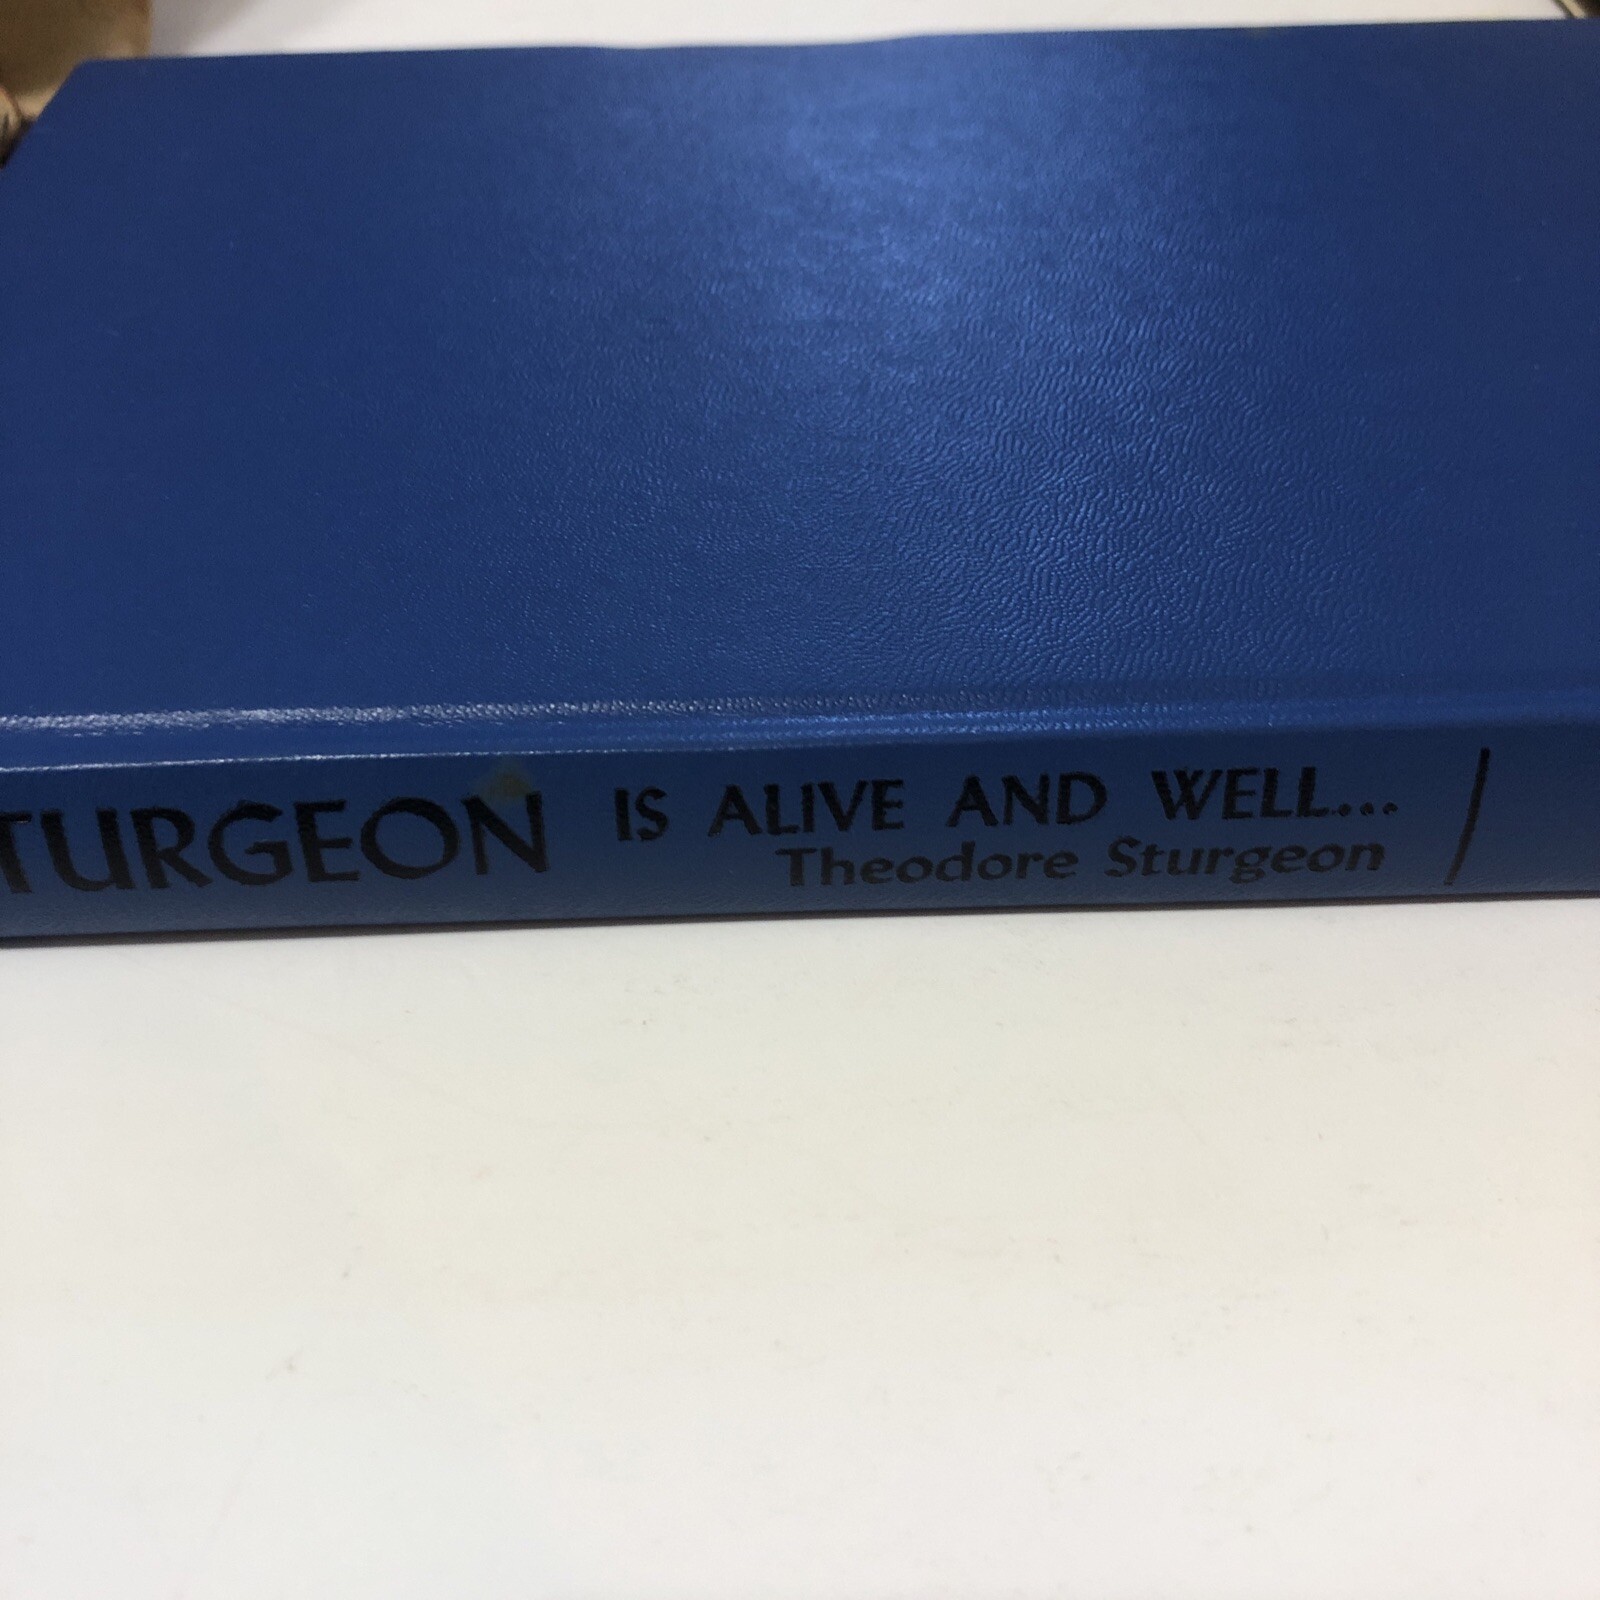 TURGEON IS ALIVE AND WELL...
Theodore Sturgeon